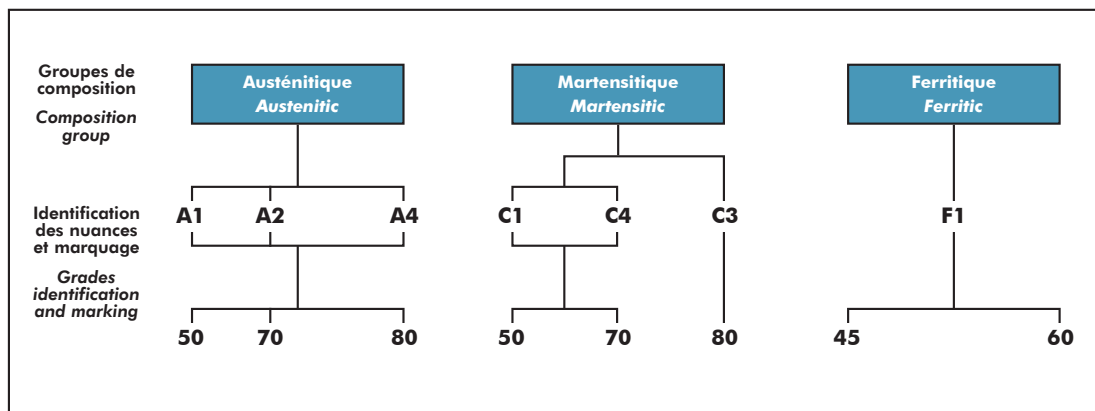 Groupes de
composition
Composition
group
Austénitique
Austenitic
Martensitique
Martensitic
Ferritique
Ferritic
Identification
des nuances
et marquage
Grades
identification
and marking
A1 A2 A4 C1 C4 C3 F1
50 70 80 50 70 80 45 60